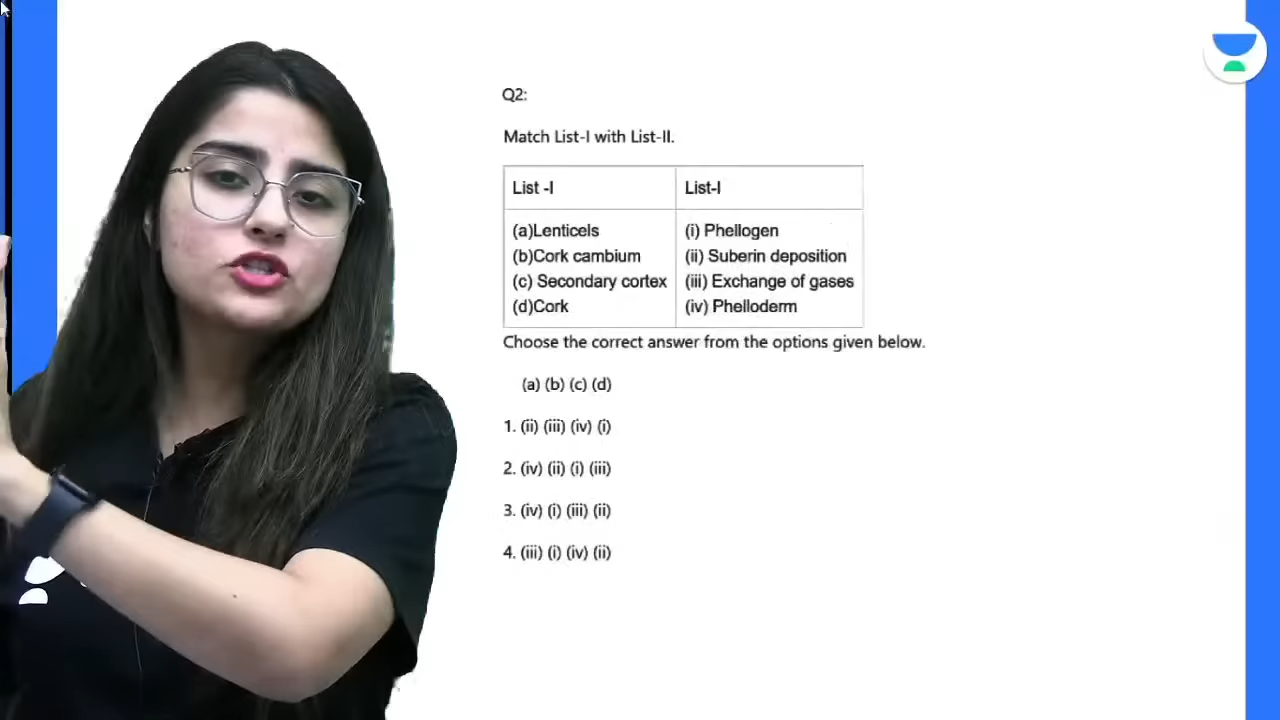 Q2:
Match List-I with List-II.
List -I List-I
(a)Lenticels (i) Phellogen
(b)Cork cambium (ii) Suberin deposition
(c) Secondary cortex (iii) Exchange of gases
(d)Cork (iv) Phelloderm
Choose the correct answer from the options given below.
(a) (b) (c) (d)
1. (ii) (iii) (iv) (i)
2. (iv) (ii) (i) (iii)
3. (iv) (i) (iii) (ii)
4. (iii) (i) (iv) (ii)